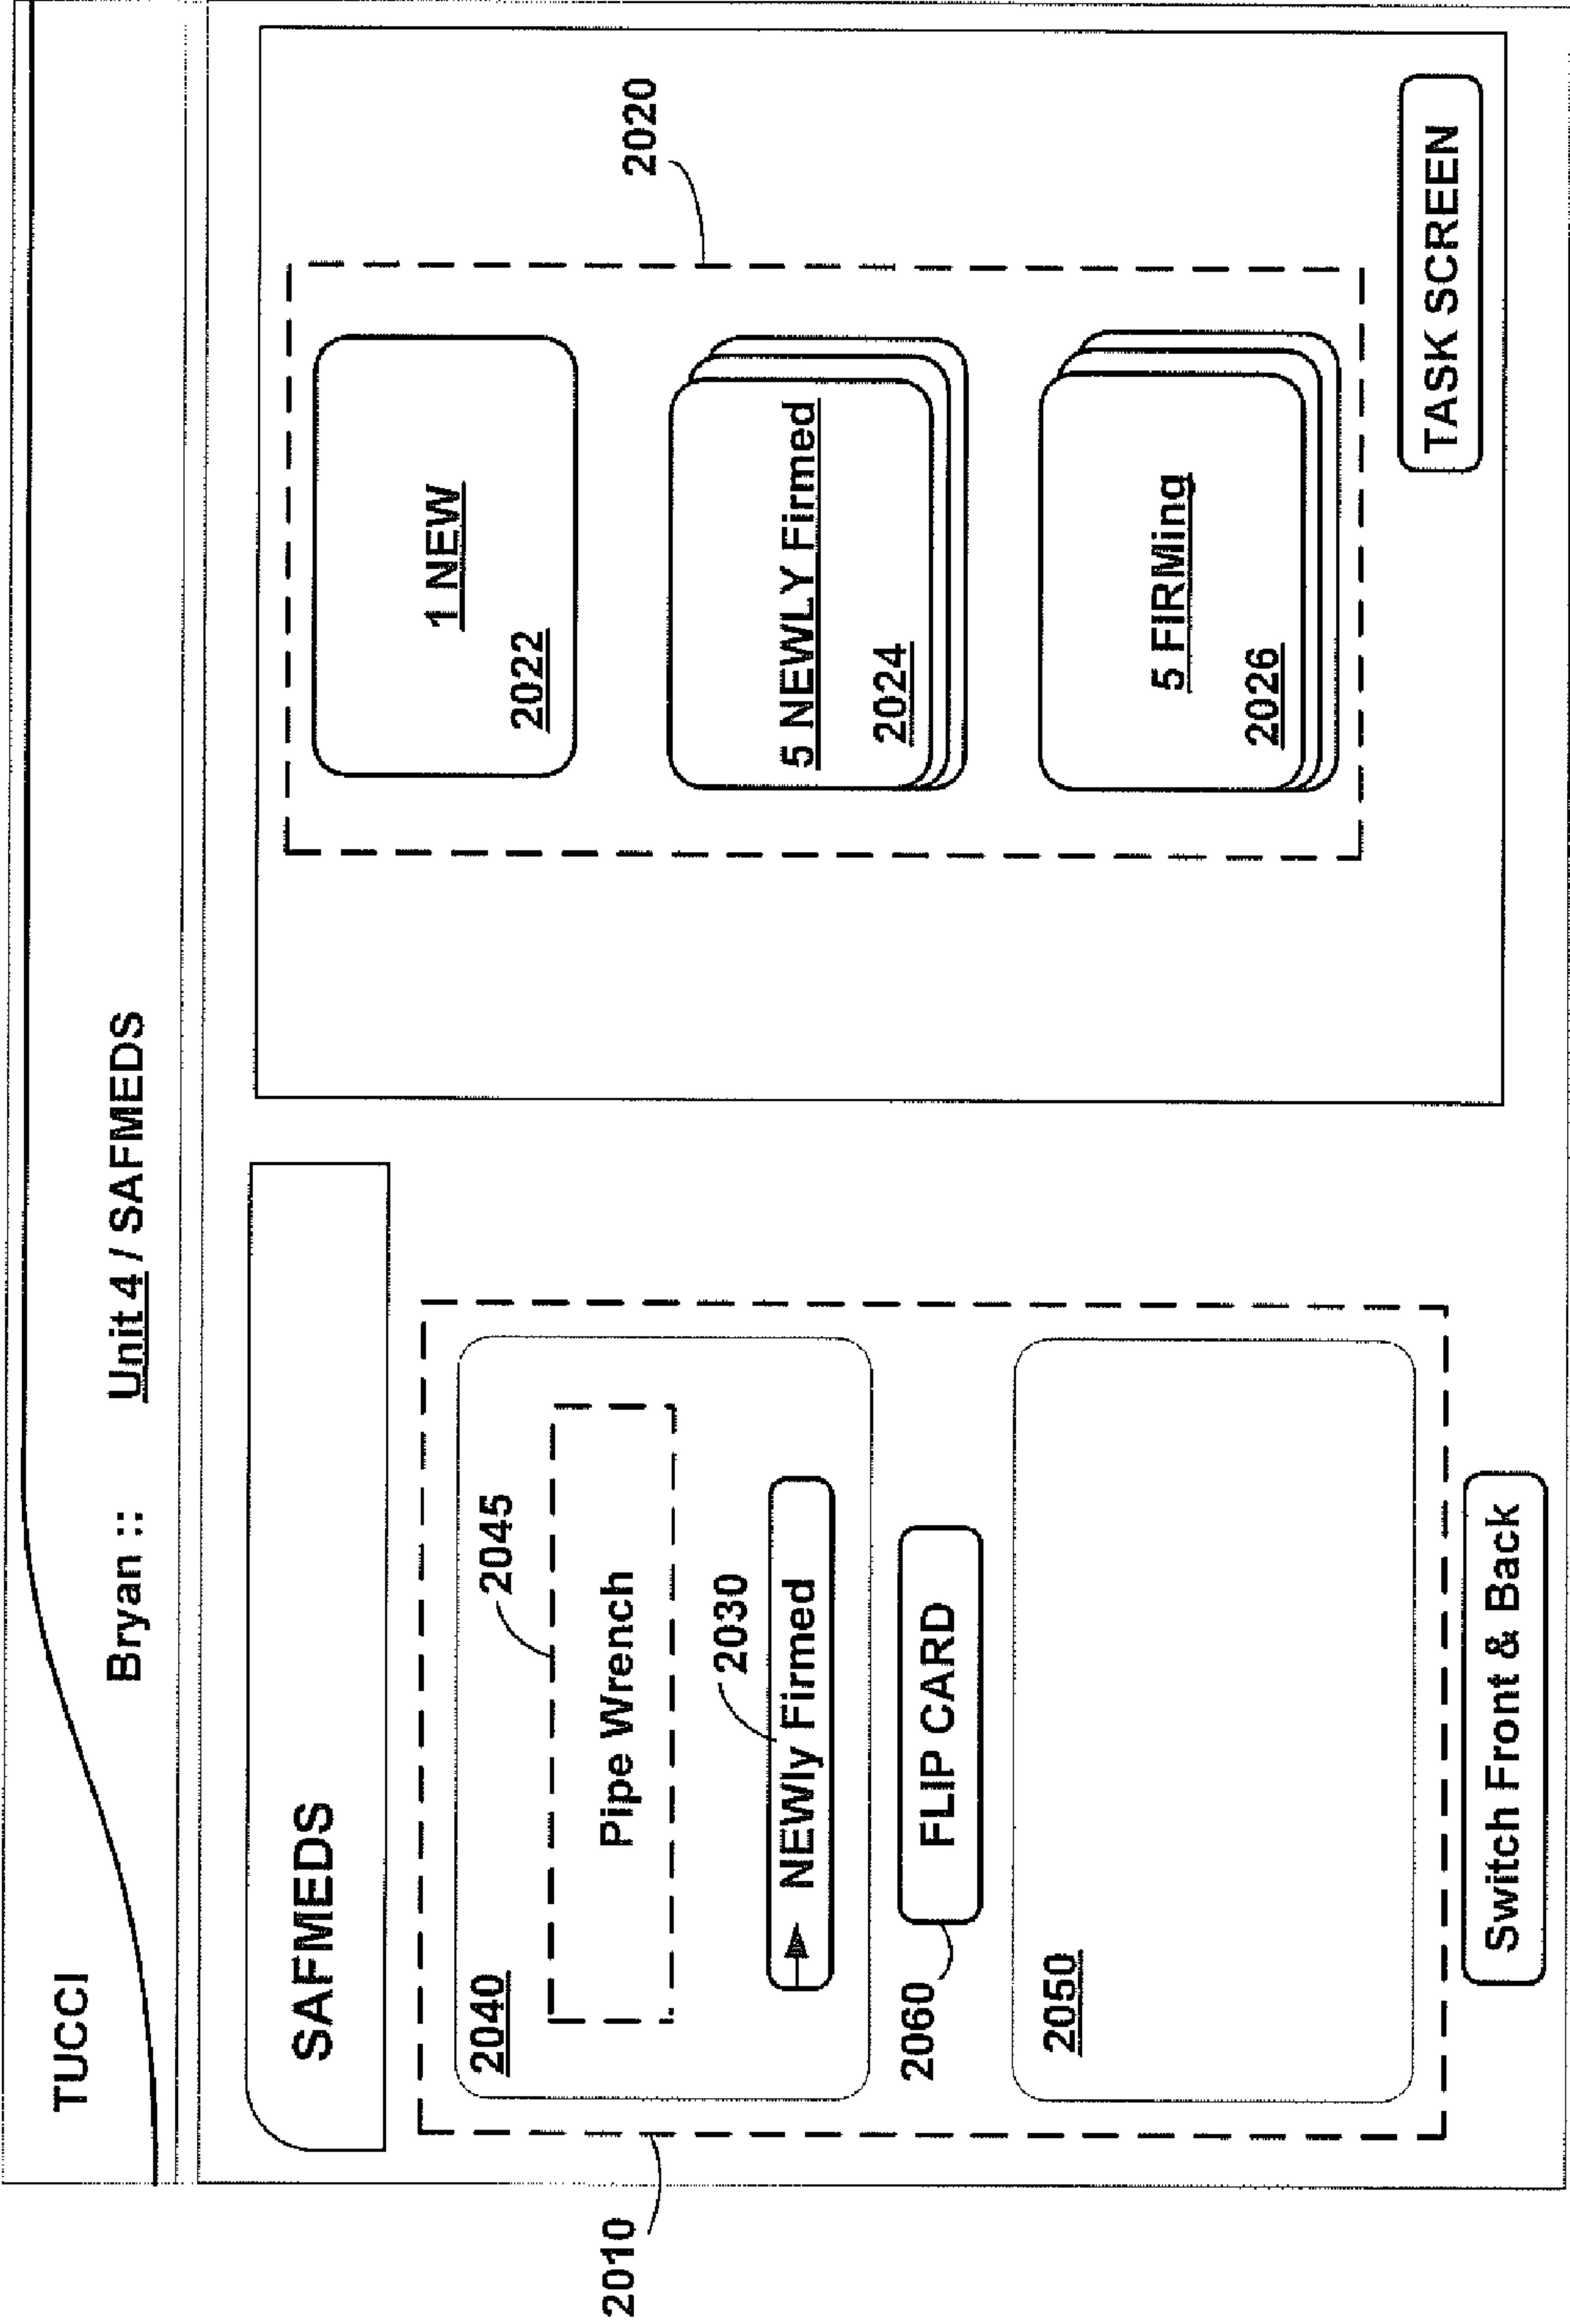 TUCCI
Bryan :: Unit 4 / SAFMEDS
SAFMEDS
2010
2040
2045
Pipe Wrench
2030
NEWly Firmed
2060
FLIP CARD
2050
Switch Front & Back
2020
1 NEW
2022
5 NEWLY Firmed
2024
5 FIRMing
2026
TASK SCREEN